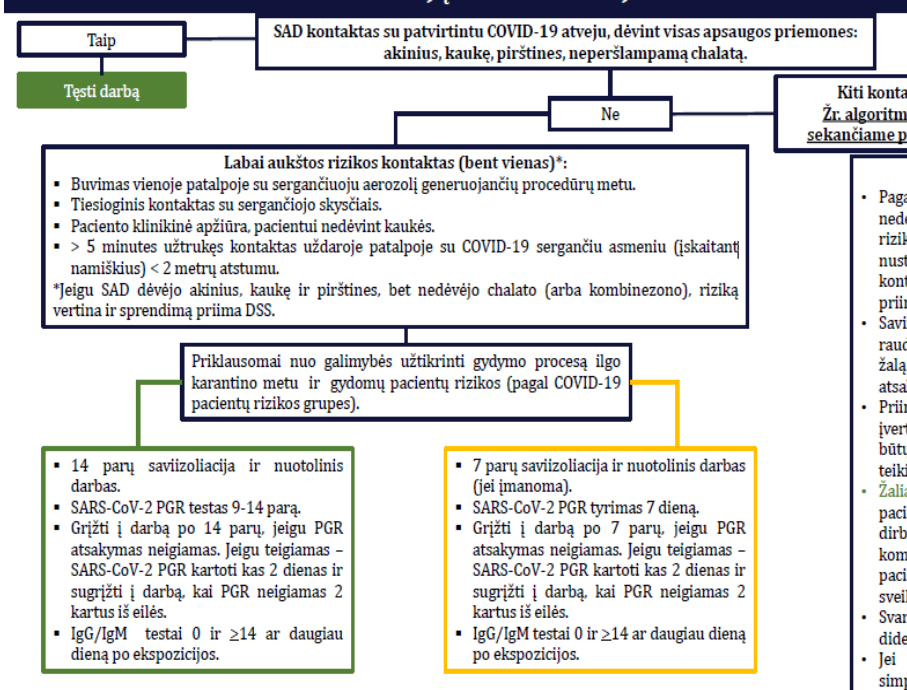 SAD kontaktas su patvirtintu COVID-19 atveju, dėvint visas apsaugos priemones:
akinius, kaukę, pirštines, neperšlampamą chalatą.
Taip
Tęsti darbą
Ne
Kiti
Žr.
sekančiame
Labai aukštos rizikos kontaktas (bent vienas)*:
▪ Buvimas vienoje patalpoje su sergančiuoju aerozolį generuojančių procedūrų metu.
▪ Tiesioginis kontaktas su sergančiojo skysčiais.
▪ Paciento klinikinė apžiūra, pacientui nedėvint kaukės.
▪ > 5 minutes užtrukęs kontaktas uždaroje patalpoje su COVID-19 sergančiu asmeniu (įskaitant
namiškius) < 2 metrų atstumu.
*Jeigu SAD dėvėjo akinius, kaukę ir pirštines, bet nedėvėjo chalato (arba kombinezono), riziką
vertina ir sprendimą priima DSS.
Priklausomai nuo galimybės užtikrinti gydymo procesą ilgo
karantino metu ir gydomų pacientų rizikos (pagal COVID-19
pacientų rizikos grupes).
▪ 14 parų saviizoliacija ir nuotolinis
darbas.
▪ SARS-CoV-2 PGR testas 9-14 parą.
▪ Grįžti į darbą po 14 parų, jeigu PGR
atsakymas neigiamas. Jeigu teigiamas –
SARS-CoV-2 PGR kartoti kas 2 dienas ir
sugrįžti į darbą, kai PGR neigiamas 2
kartus iš eilės.
▪ IgG/IgM testai 0 ir ≥14 ar daugiau
dieną po ekspozicijos.
▪ 7 parų saviizoliacija ir nuotolinis darbas
(jei įmanoma).
▪ SARS-CoV-2 PGR tyrimas 7 dieną.
▪ Grįžti į darbą po 7 parų, jeigu PGR
atsakymas neigiamas. Jeigu teigiamas –
SARS-CoV-2 PGR kartoti kas 2 dienas ir
sugrįžti į darbą, kai PGR neigiamas 2
kartus iš eilės.
▪ IgG/IgM testai 0 ir ≥14 ar daugiau dieną
po ekspozicijos.
• Jei